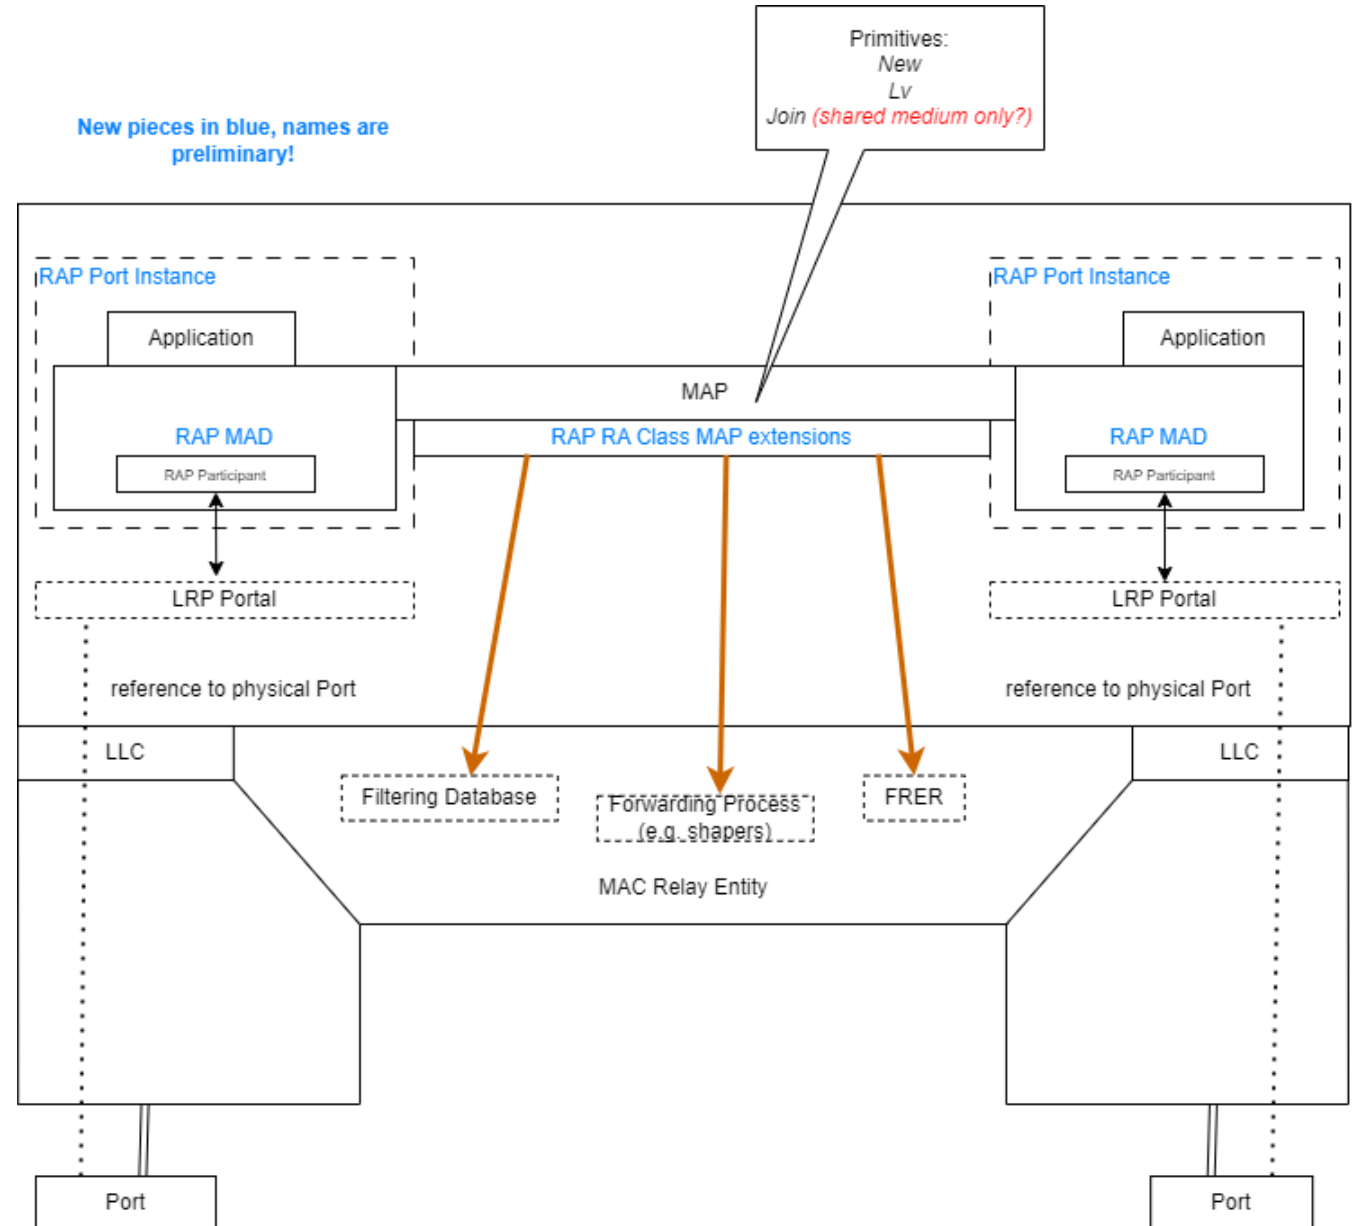 Primitives:
New
Lv
Join (shared medium only?)
New pieces in blue, names are
preliminary!
RAP Port Instance
RAP Port Instance
Application
Application
MAP
RAP MAD
RAP RA Class MAP extensions
RAP MAD
RAP Participant
RAP Participant
LRP Portal
LRP Portal
reference to physical Port
reference to physical Port
LLC
LLC
Filtering Database
Forwarding Process
(e.g. shapers)
FRER
MAC Relay Entity
Port
Port